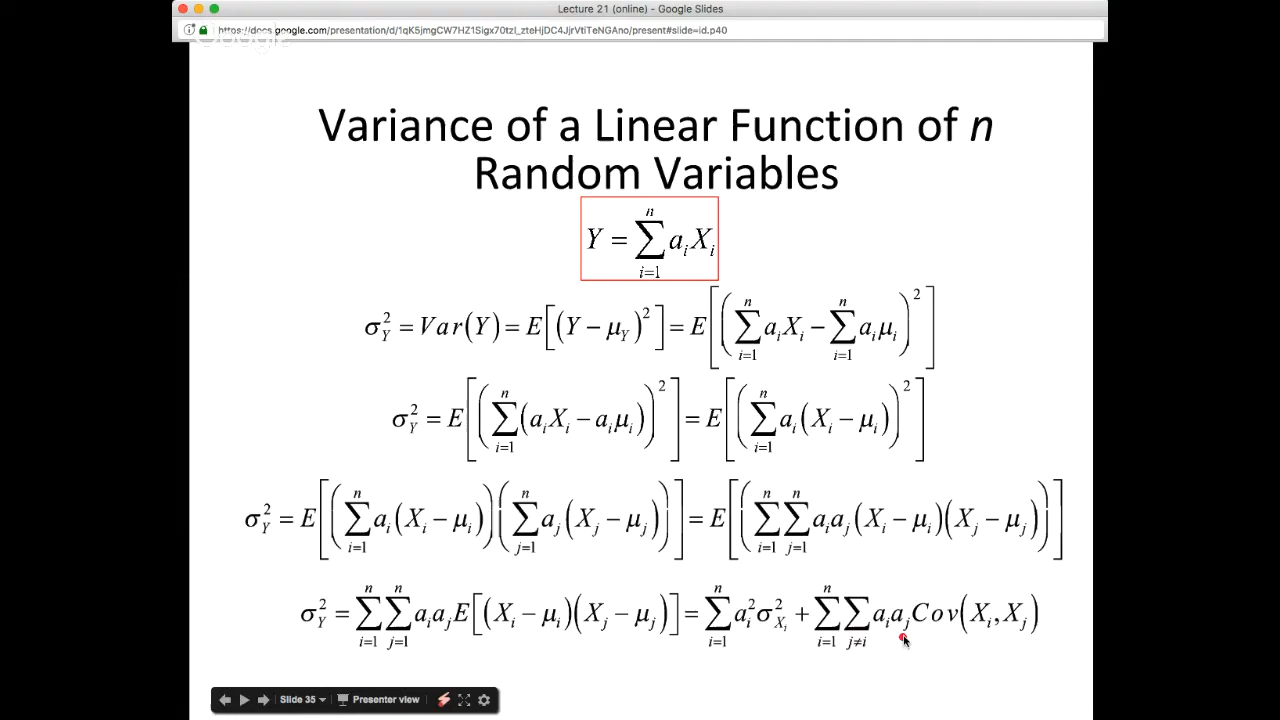 Lecture 21 (online) - Google Slides
https://docs.google.com/presentation/d/1qK5jmgCW7HZ1Sigx70tzI_zteHjDC4JjrVtiTeNGAno/present#slide=id.p40
Google
Variance of a Linear Function of n
Random Variables
Y = ∑_{i=1}^{n} a_i X_i
σ_Y^2 = Var(Y) = E[(Y − μ_Y)^2] = E[(∑_{i=1}^{n} a_i X_i − ∑_{i=1}^{n} a_i μ_i)^2]
σ_Y^2 = E[(∑_{i=1}^{n} (a_i X_i − a_i μ_i))^2] = E[(∑_{i=1}^{n} a_i (X_i − μ_i))^2]
σ_Y^2 = E[(∑_{i=1}^{n} a_i (X_i − μ_i))(∑_{j=1}^{n} a_j (X_j − μ_j))] = E[(∑_{i=1}^{n} ∑_{j=1}^{n} a_i a_j (X_i − μ_i)(X_j − μ_j))]
σ_Y^2 = ∑_{i=1}^{n} ∑_{j=1}^{n} a_i a_j E[(X_i − μ_i)(X_j − μ_j)] = ∑_{i=1}^{n} a_i^2 σ_{X_i}^2 + ∑_{i=1}^{n} ∑_{j≠i} a_i a_j Cov(X_i, X_j)
Slide 35 Presenter view